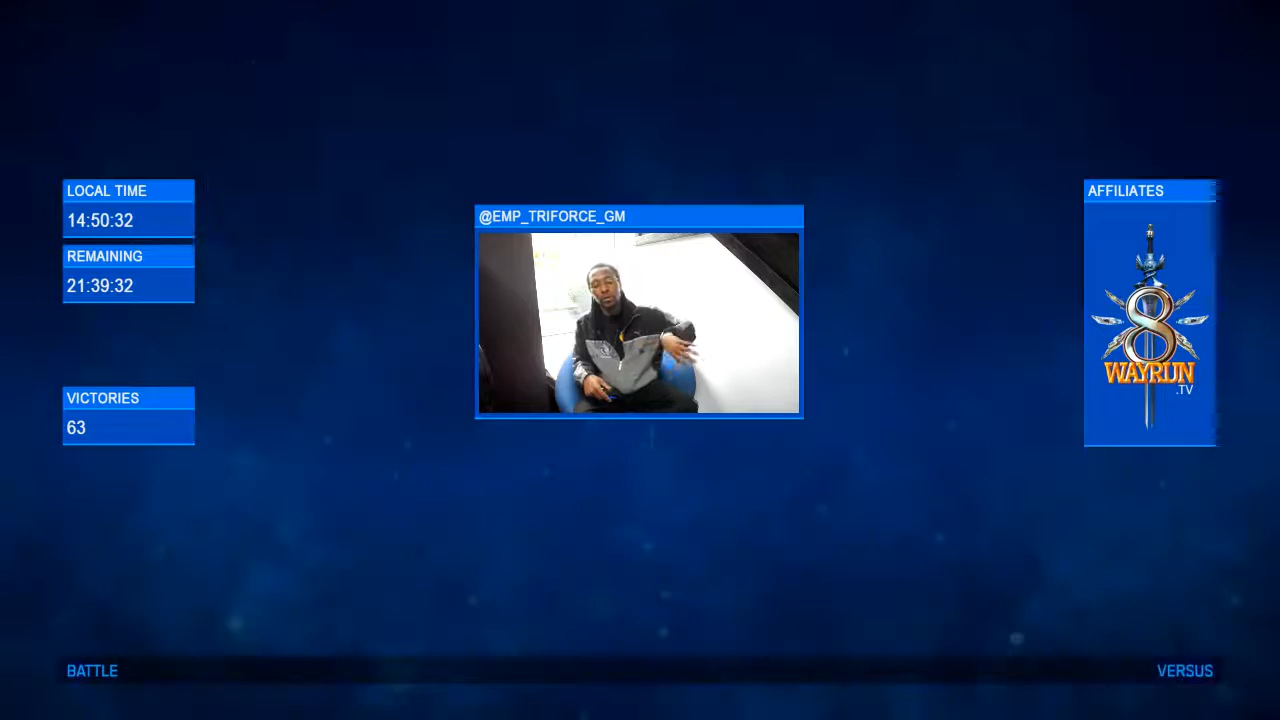 LOCAL TIME
14:50:32
REMAINING
21:39:32
VICTORIES
63
@EMP_TRIFORCE_GM
AFFILIATES
8
WAYRUN
.TV
BATTLE
VERSUS